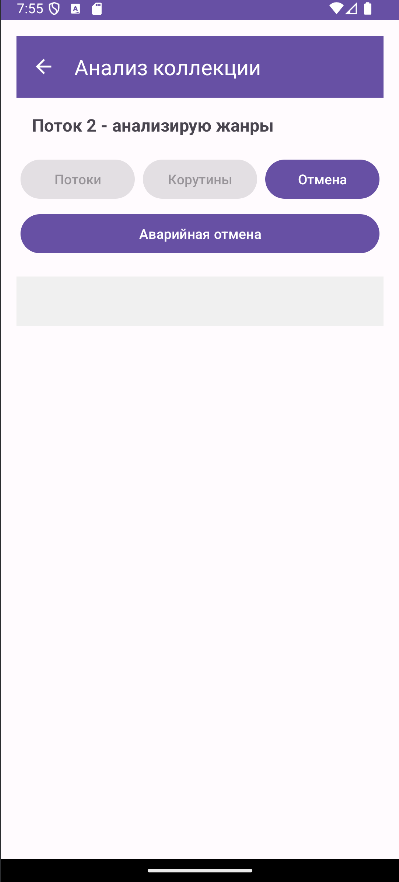 7:55
Анализ коллекции
Поток 2 - анализирую жанры
Потоки Корутины Отмена
Аварийная отмена